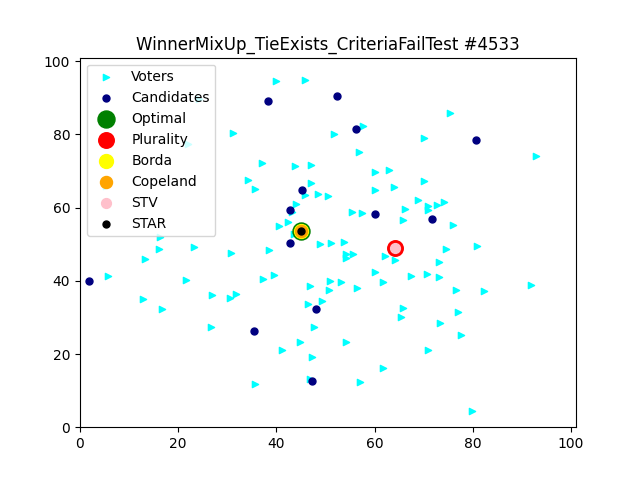 WinnerMixUp_TieExists_CriteriaFailTest #4533
Voters
Candidates
Optimal
Plurality
Borda
Copeland
STV
STAR
100
80
60
40
20
0
0 20 40 60 80 100